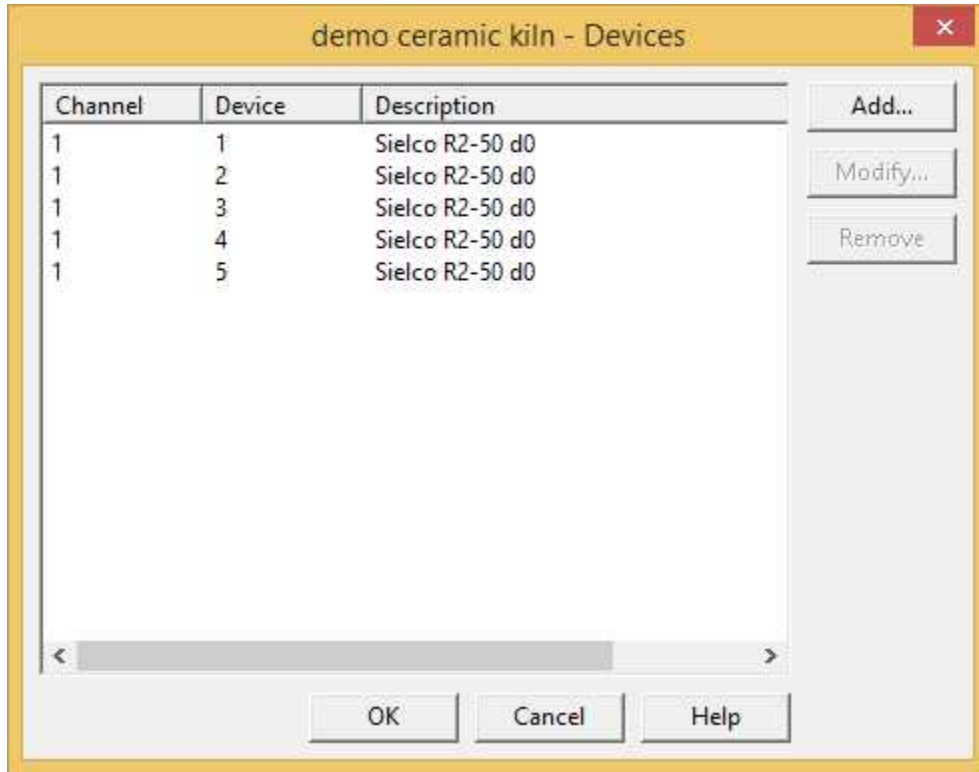 demo ceramic kiln - Devices
Channel Device Description
1 1 Sielco R2-50 d0
1 2 Sielco R2-50 d0
1 3 Sielco R2-50 d0
1 4 Sielco R2-50 d0
1 5 Sielco R2-50 d0
Add...
Modify...
Remove
OK Cancel Help